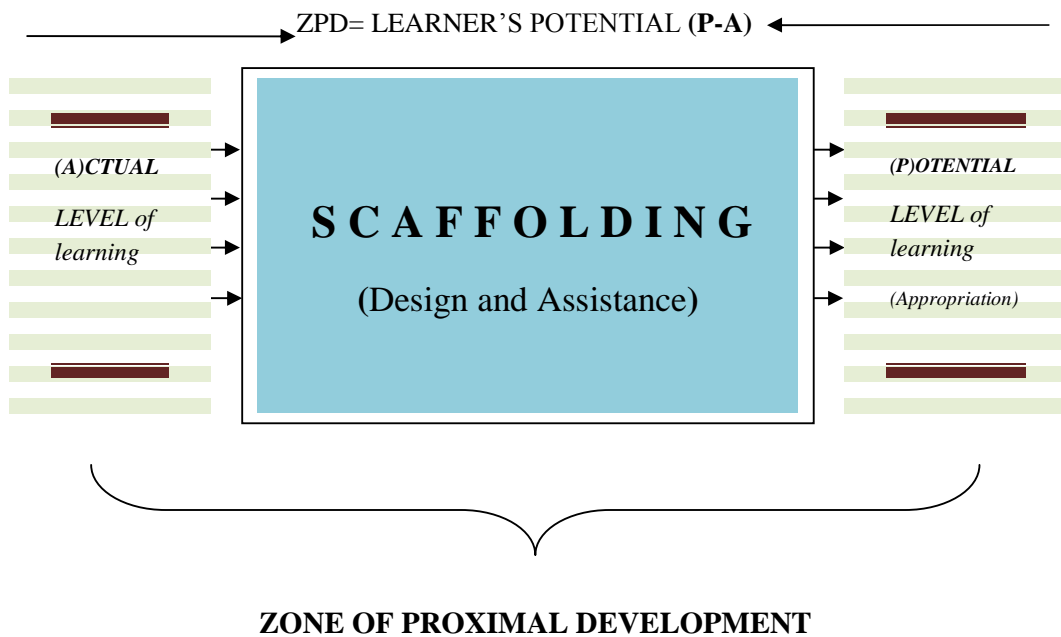 ZPD= LEARNER’S POTENTIAL (P-A)
(A)CTUAL
LEVEL of
learning
S C A F F O L D I N G
(Design and Assistance)
(P)OTENTIAL
LEVEL of
learning
(Appropriation)
ZONE OF PROXIMAL DEVELOPMENT